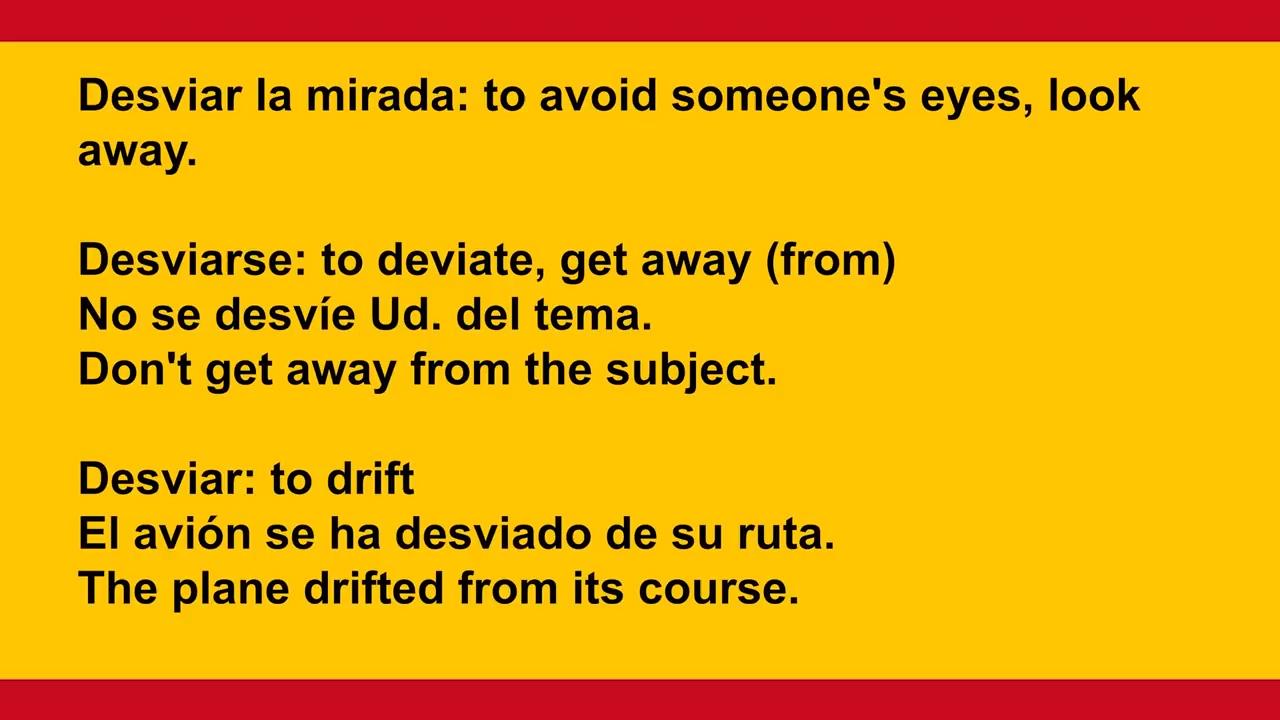 Desviar la mirada: to avoid someone's eyes, look
away.
Desviarse: to deviate, get away (from)
No se desvíe Ud. del tema.
Don't get away from the subject.
Desviar: to drift
El avión se ha desviado de su ruta.
The plane drifted from its course.